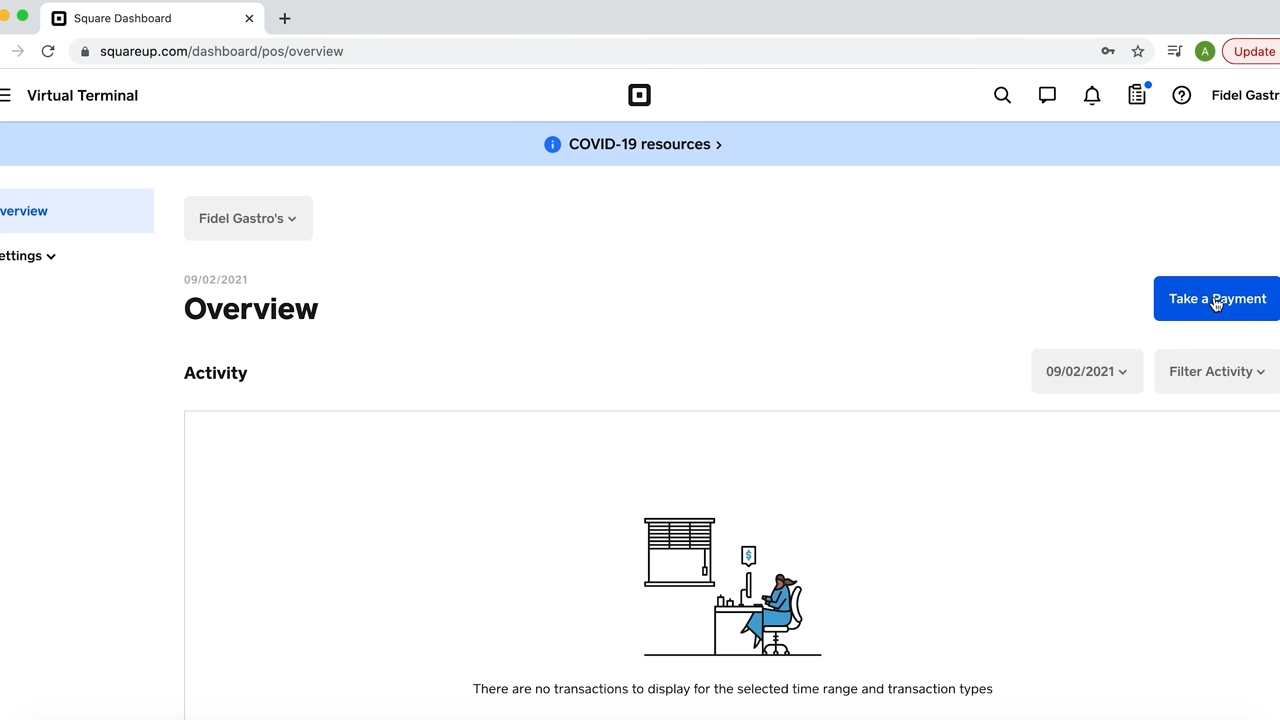 Square Dashboard
squareup.com/dashboard/pos/overview
A
Update
Virtual Terminal
Fidel Gastr
COVID-19 resources
verview
Fidel Gastro's
ettings
09/02/2021
Overview
Take a Payment
Activity
09/02/2021
Filter Activity
$
There are no transactions to display for the selected time range and transaction types